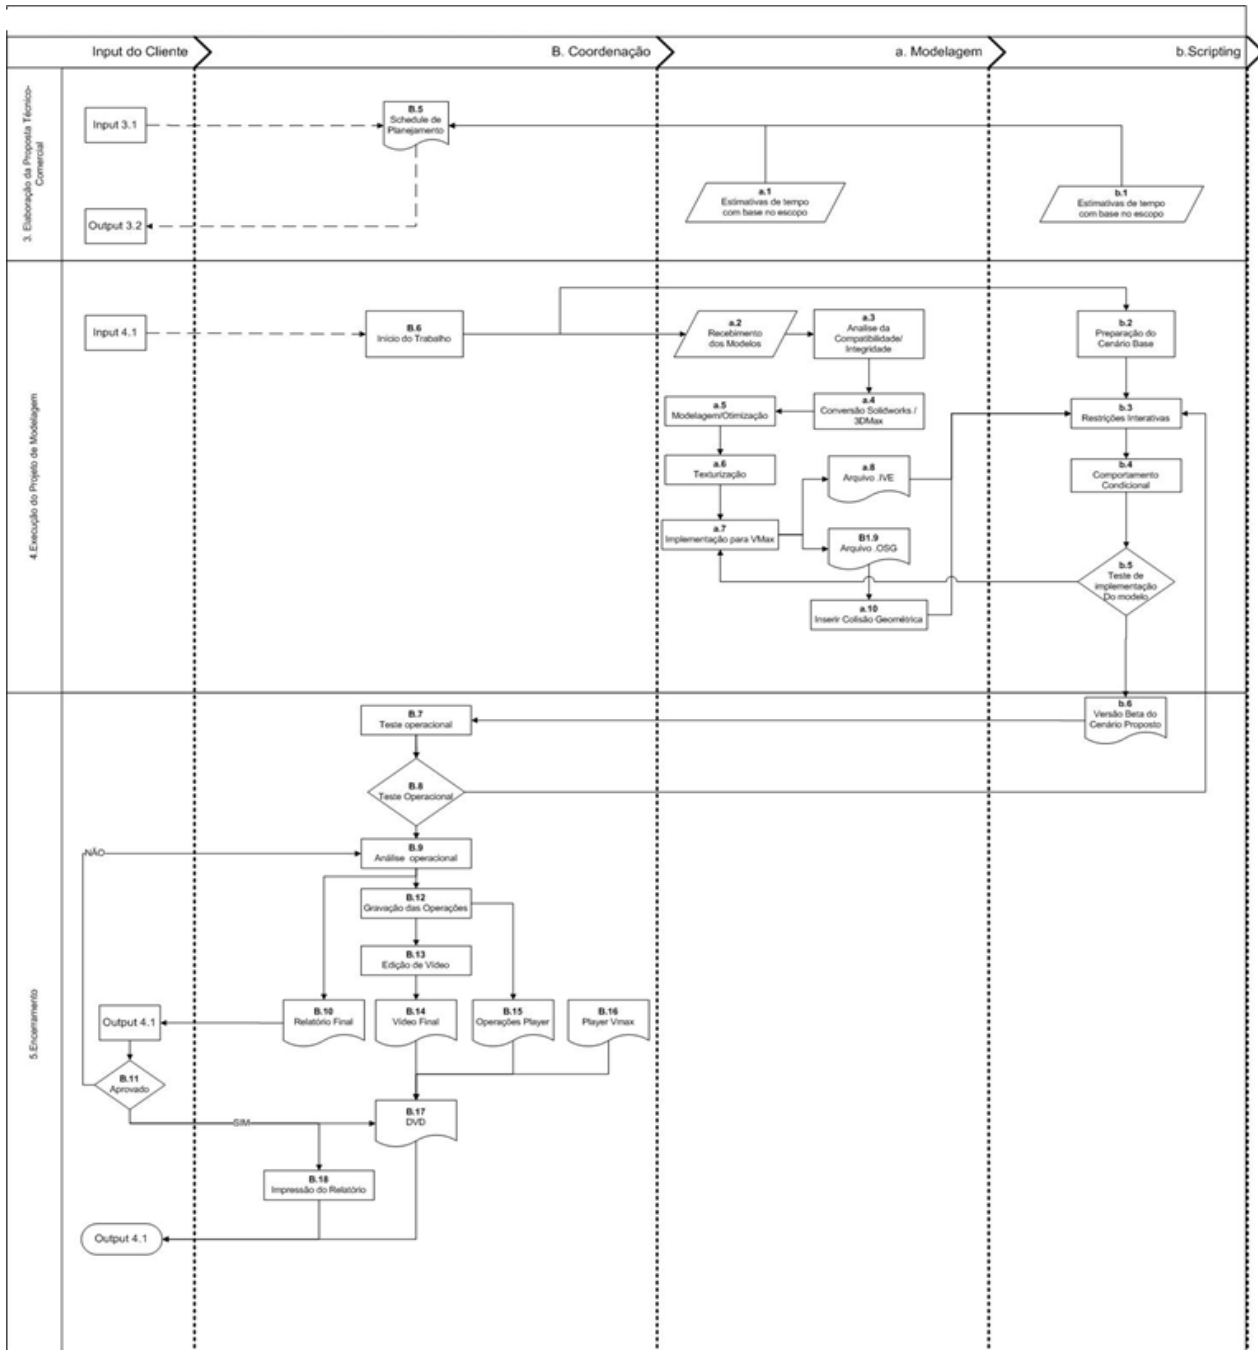 Input do Cliente
B. Coordenação
a. Modelagem
b.Scripting
3. Elaboração da Proposta Técnico-
Comercial
Input 3.1
B.5
Schedule de
Planejamento
a.1
Estimativas de tempo
com base no escopo
b.1
Estimativas de tempo
com base no escopo
Output 3.2
4.Execução do Projeto de Modelagem
Input 4.1
B.6
Início do Trabalho
a.2
Recebimento
dos Modelos
a.3
Analise da
Compatibilidade/
Integridade
b.2
Preparação do
Cenário Base
a.5
Modelagem/Otimização
a.4
Conversão Solidworks /
3DMax
b.3
Restrições Interativas
a.6
Texturização
a.8
Arquivo .IVE
b.4
Comportamento
Condicional
a.7
Implementação para VMax
B1.9
Arquivo .OSG
b.5
Teste de
implementação
Do modelo
a.10
Inserir Colisão Geométrica
5.Encerramento
B.7
Teste operacional
b.6
Versão Beta do
Cenário Proposto
B.8
Teste Operacional
NÃO
B.9
Análise operacional
B.12
Gravação das Operações
B.13
Edição de Vídeo
Output 4.1
B.10
Relatório Final
B.14
Vídeo Final
B.15
Operações Player
B.16
Player Vmax
B.11
Aprovado
SIM
B.17
DVD
B.18
Impressão do Relatório
Output 4.1